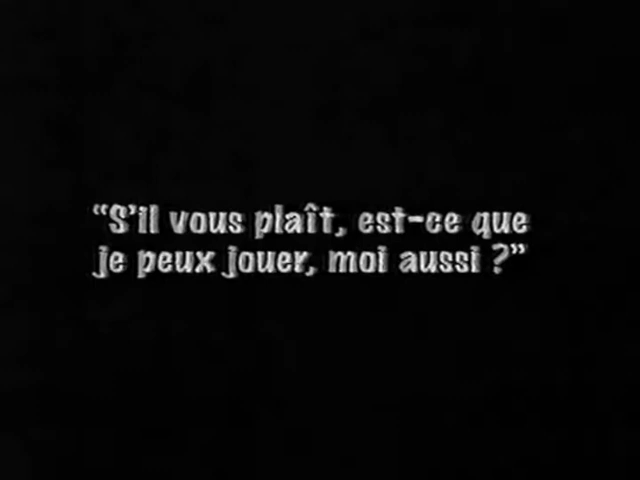 “S'il vous plaît, est-ce que
je peux jouer, moi aussi ?”